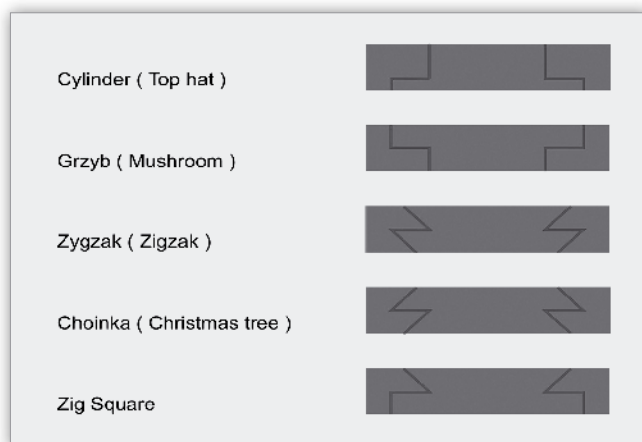 Cylinder ( Top hat )
Grzyb ( Mushroom )
Zygzak ( Zigzak )
Choinka ( Christmas tree )
Zig Square